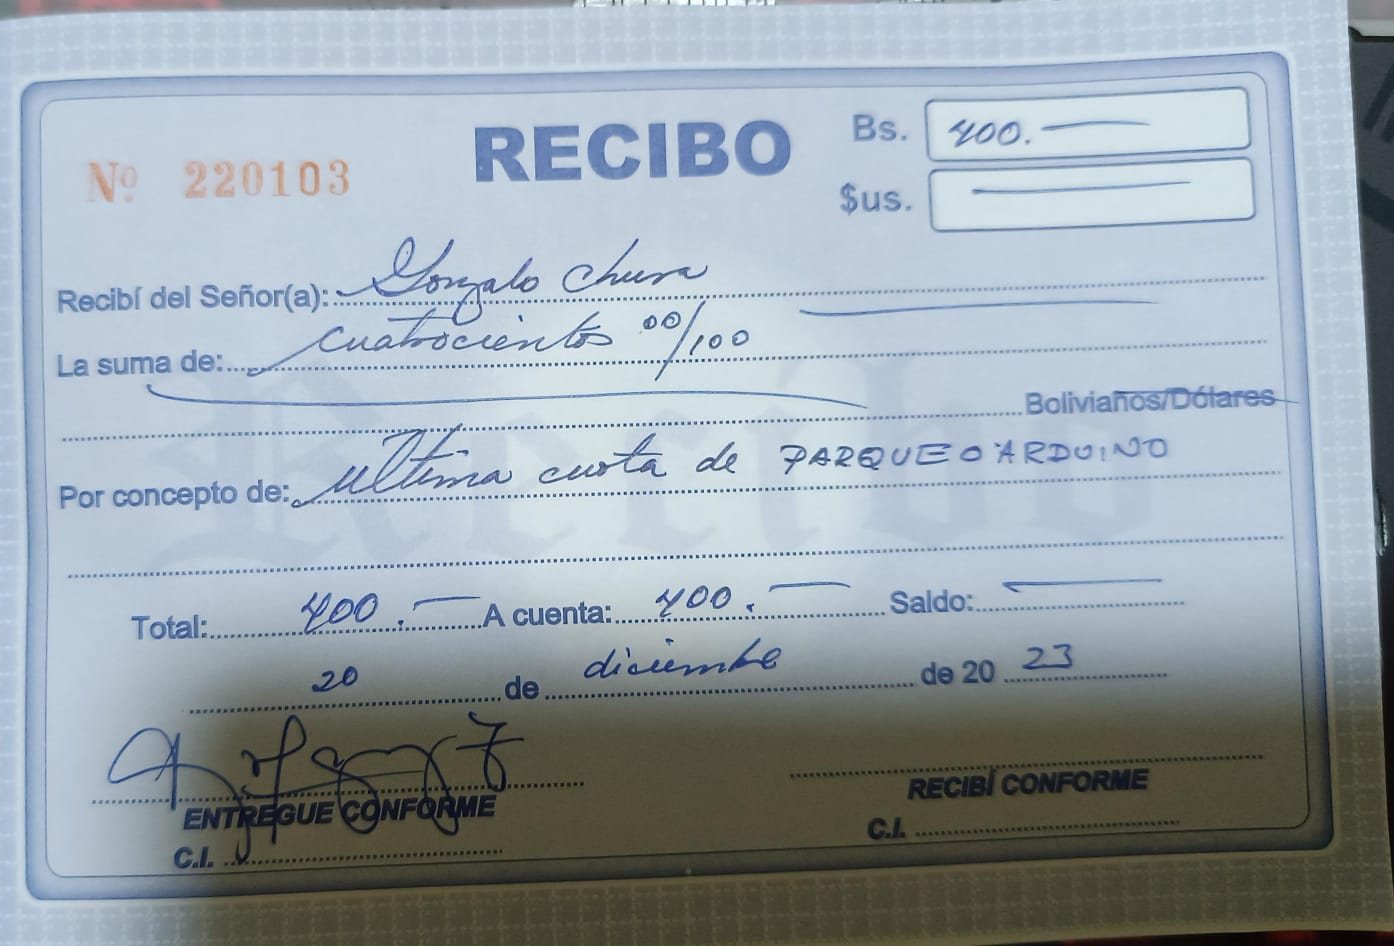 Nº 220103
RECIBO
Bs. 400.
$us.
Recibí del Señor(a): Gonzalo Chura
La suma de: cuatrocientos 00/100
Bolivianos/Dólares
Por concepto de: ultima cuota de PARQUEO ARDUINO
Total: 400. A cuenta: 400. Saldo:
20 de diciembre de 20 23
ENTREGUE CONFORME
RECIBÍ CONFORME
C.I.
C.I.